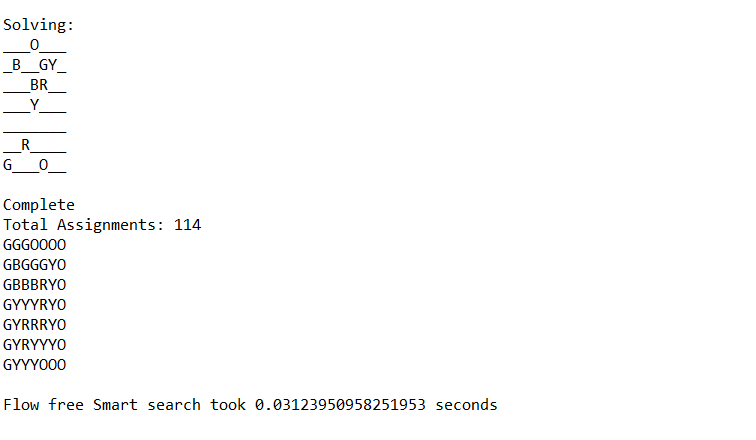 Solving:
___O___
_B__GY_
___BR__
___Y___
_______
__R____
G___O__
Complete
Total Assignments: 114
GGGOOOO
GBGGGYO
GBBBRYO
GYYYRYO
GYRRRYO
GYRYYYO
GYYYOOO
Flow free Smart search took 0.03123950958251953 seconds